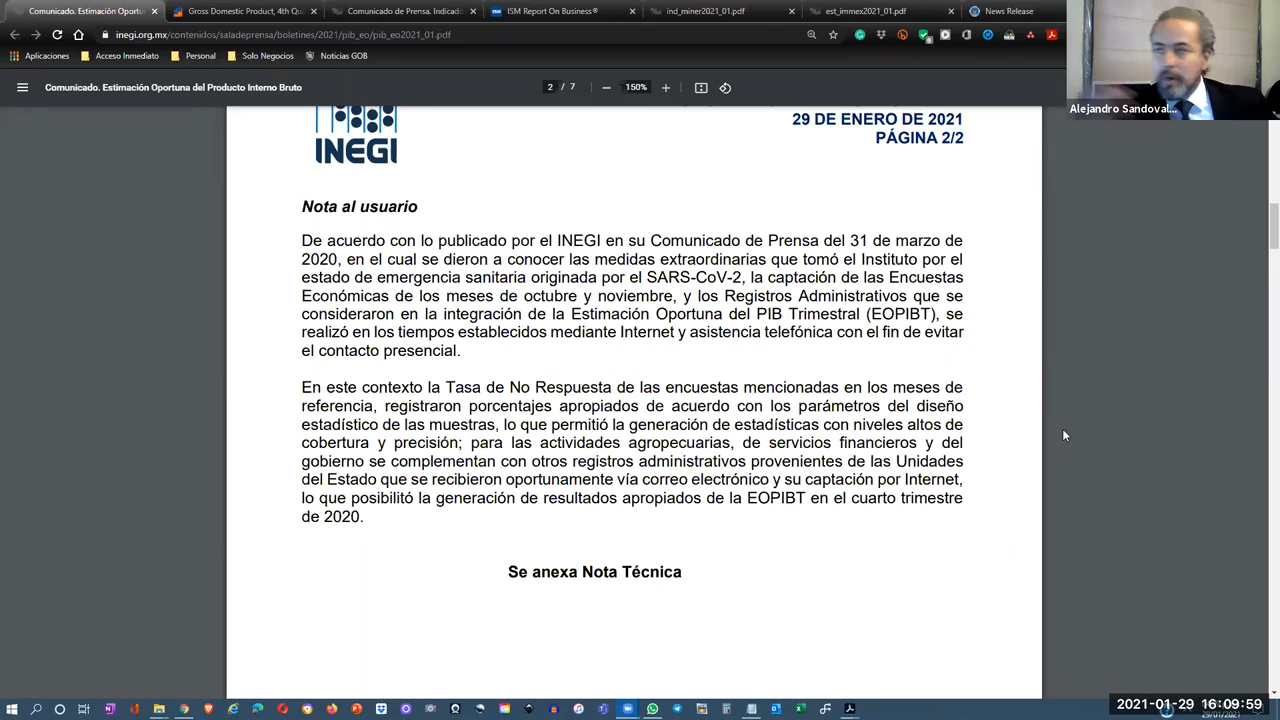 Comunicado. Estimación Oportun
Gross Domestic Product, 4th Qua
Comunicado de Prensa. Indicado
ISM Report On Business®
ind_miner2021_01.pdf
est_immex2021_01.pdf
News Release
inegi.org.mx/contenidos/saladeprensa/boletines/2021/pib_eo/pib_eo2021_01.pdf
Aplicaciones
Acceso Inmediato
Personal
Solo Negocios
Noticias GOB
Alejandro Sandoval...
Comunicado. Estimación Oportuna del Producto Interno Bruto
2 / 7
150%
INEGI
29 DE ENERO DE 2021
PÁGINA 2/2
Nota al usuario
De acuerdo con lo publicado por el INEGI en su Comunicado de Prensa del 31 de marzo de
2020, en el cual se dieron a conocer las medidas extraordinarias que tomó el Instituto por el
estado de emergencia sanitaria originada por el SARS-CoV-2, la captación de las Encuestas
Económicas de los meses de octubre y noviembre, y los Registros Administrativos que se
consideraron en la integración de la Estimación Oportuna del PIB Trimestral (EOPIBT), se
realizó en los tiempos establecidos mediante Internet y asistencia telefónica con el fin de evitar
el contacto presencial.
En este contexto la Tasa de No Respuesta de las encuestas mencionadas en los meses de
referencia, registraron porcentajes apropiados de acuerdo con los parámetros del diseño
estadístico de las muestras, lo que permitió la generación de estadísticas con niveles altos de
cobertura y precisión; para las actividades agropecuarias, de servicios financieros y del
gobierno se complementan con otros registros administrativos provenientes de las Unidades
del Estado que se recibieron oportunamente vía correo electrónico y su captación por Internet,
lo que posibilitó la generación de resultados apropiados de la EOPIBT en el cuarto trimestre
de 2020.
Se anexa Nota Técnica
2021-01-29 16:09:59
29/01/2021